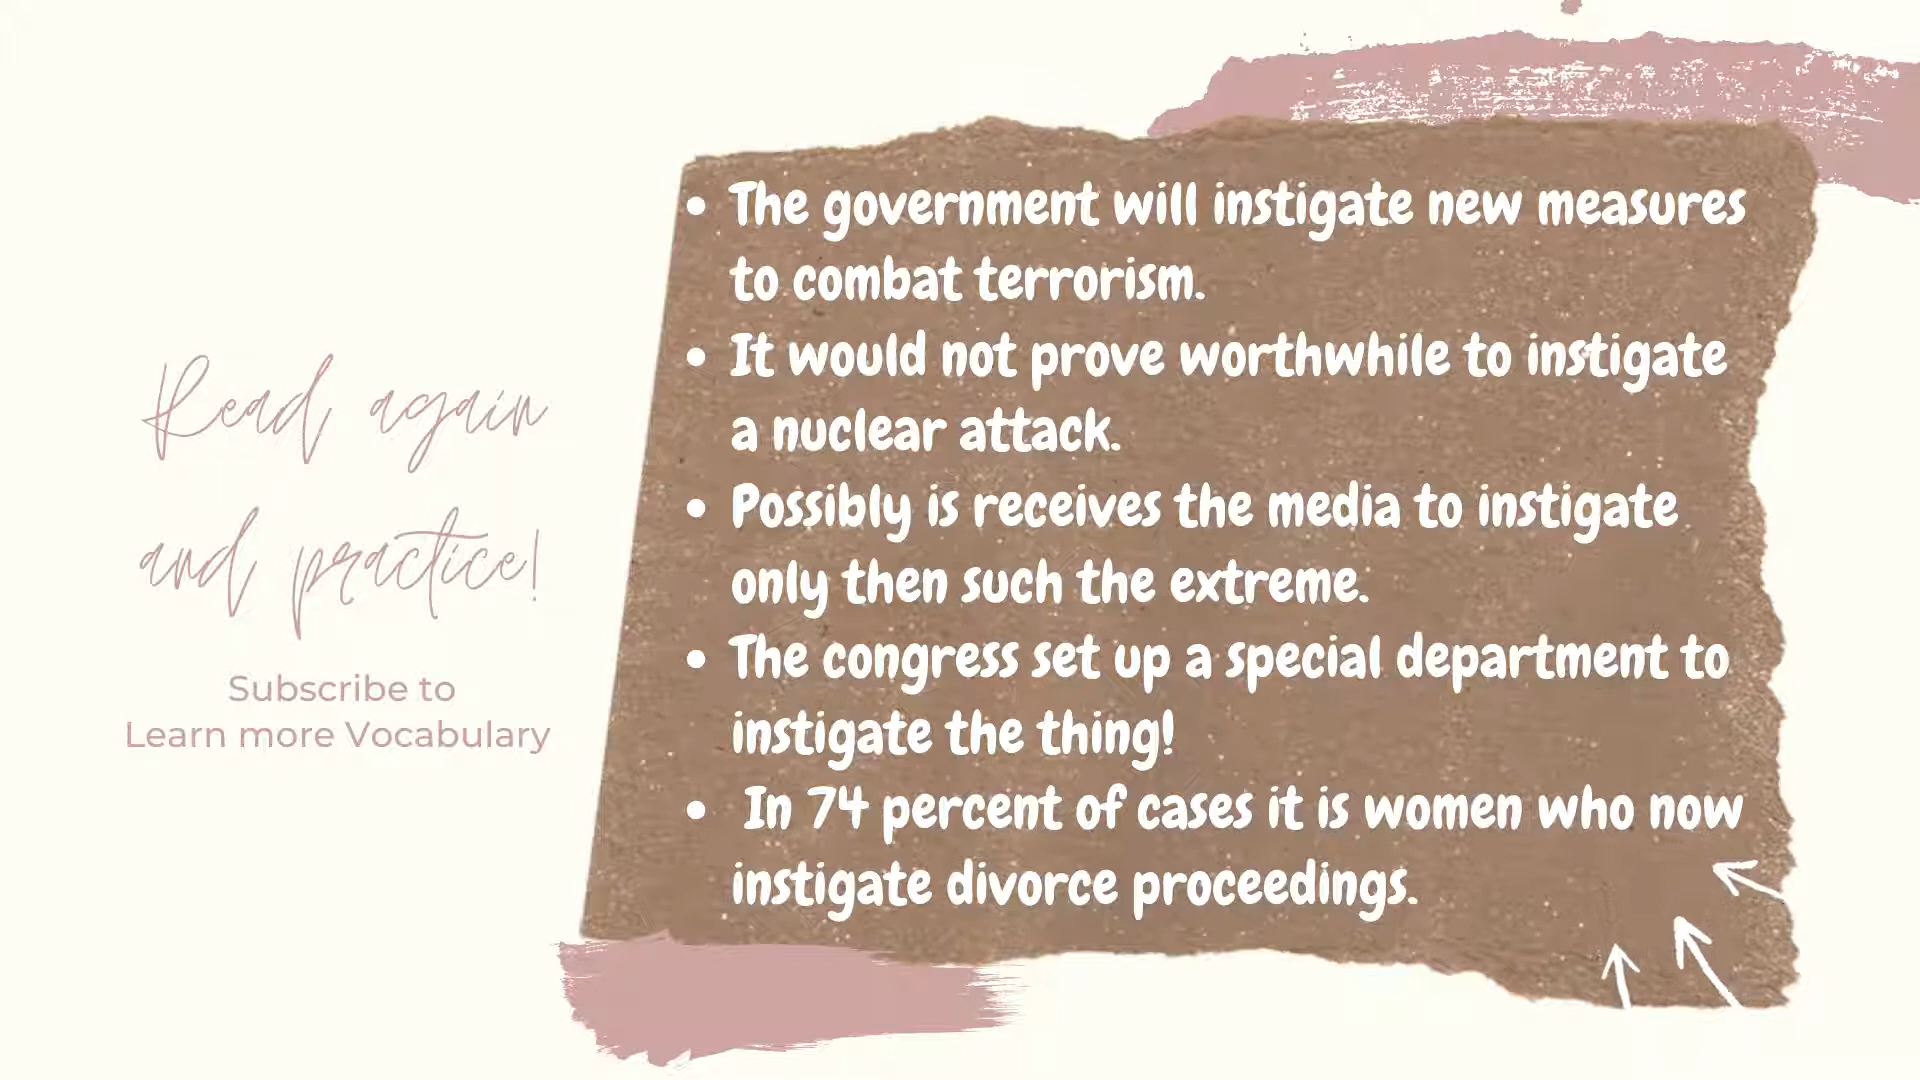 Read again
and practice!
Subscribe to
Learn more Vocabulary
• The government will instigate new measures
to combat terrorism.
• It would not prove worthwhile to instigate
a nuclear attack.
• Possibly is receives the media to instigate
only then such the extreme.
• The congress set up a special department to
instigate the thing!
• In 74 percent of cases it is women who now
instigate divorce proceedings.